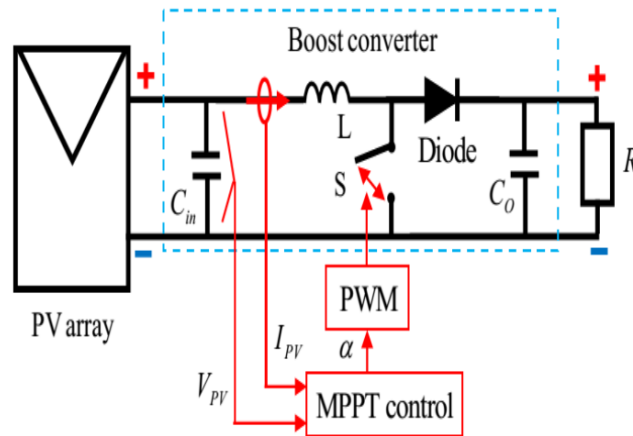 Boost converter
+
+
L
Diode
S
C_in
C_O
R
−
−
PV array
PWM
I_PV
α
V_PV
MPPT control